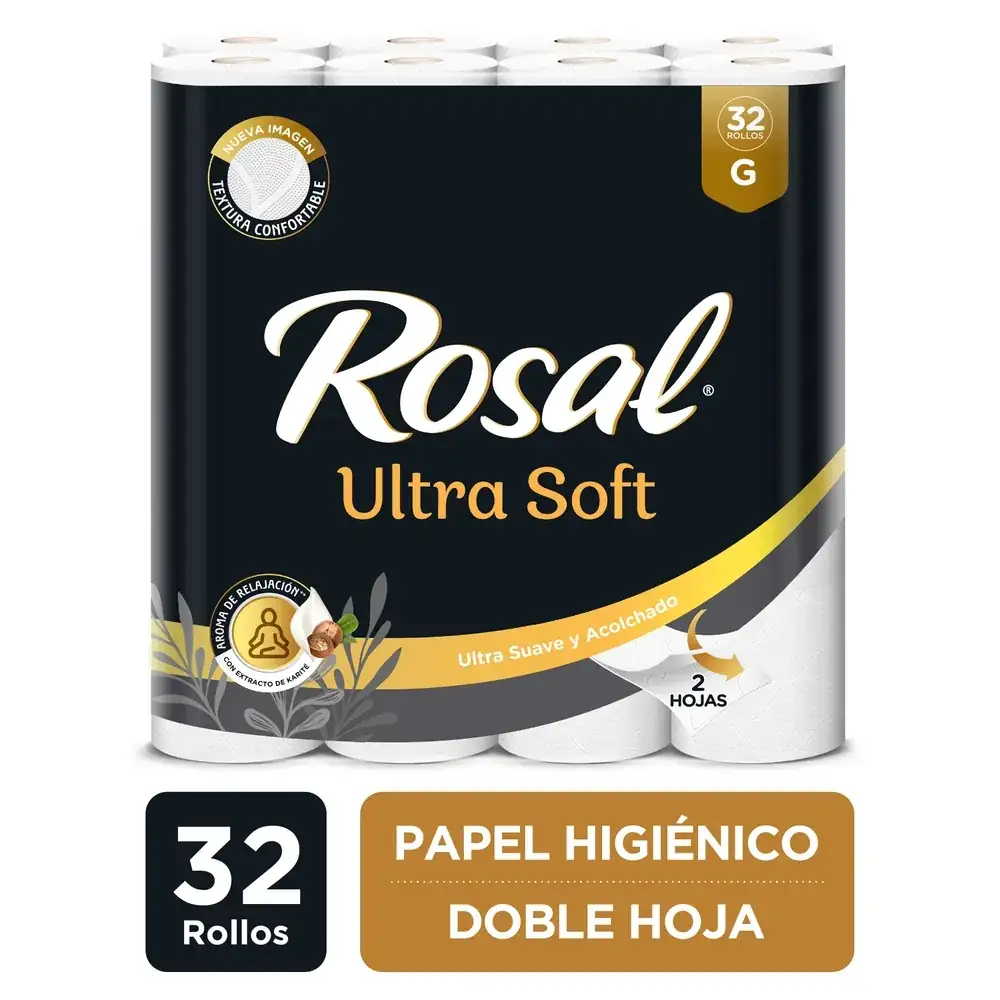 NUEVA IMAGEN
TEXTURA CONFORTABLE
32
ROLLOS
G
Rosal®
Ultra Soft
AROMA DE RELAJACIÓN**
CON EXTRACTO DE KARITÉ
Ultra Suave y Acolchado
2
HOJAS
32
Rollos
PAPEL HIGIÉNICO
DOBLE HOJA